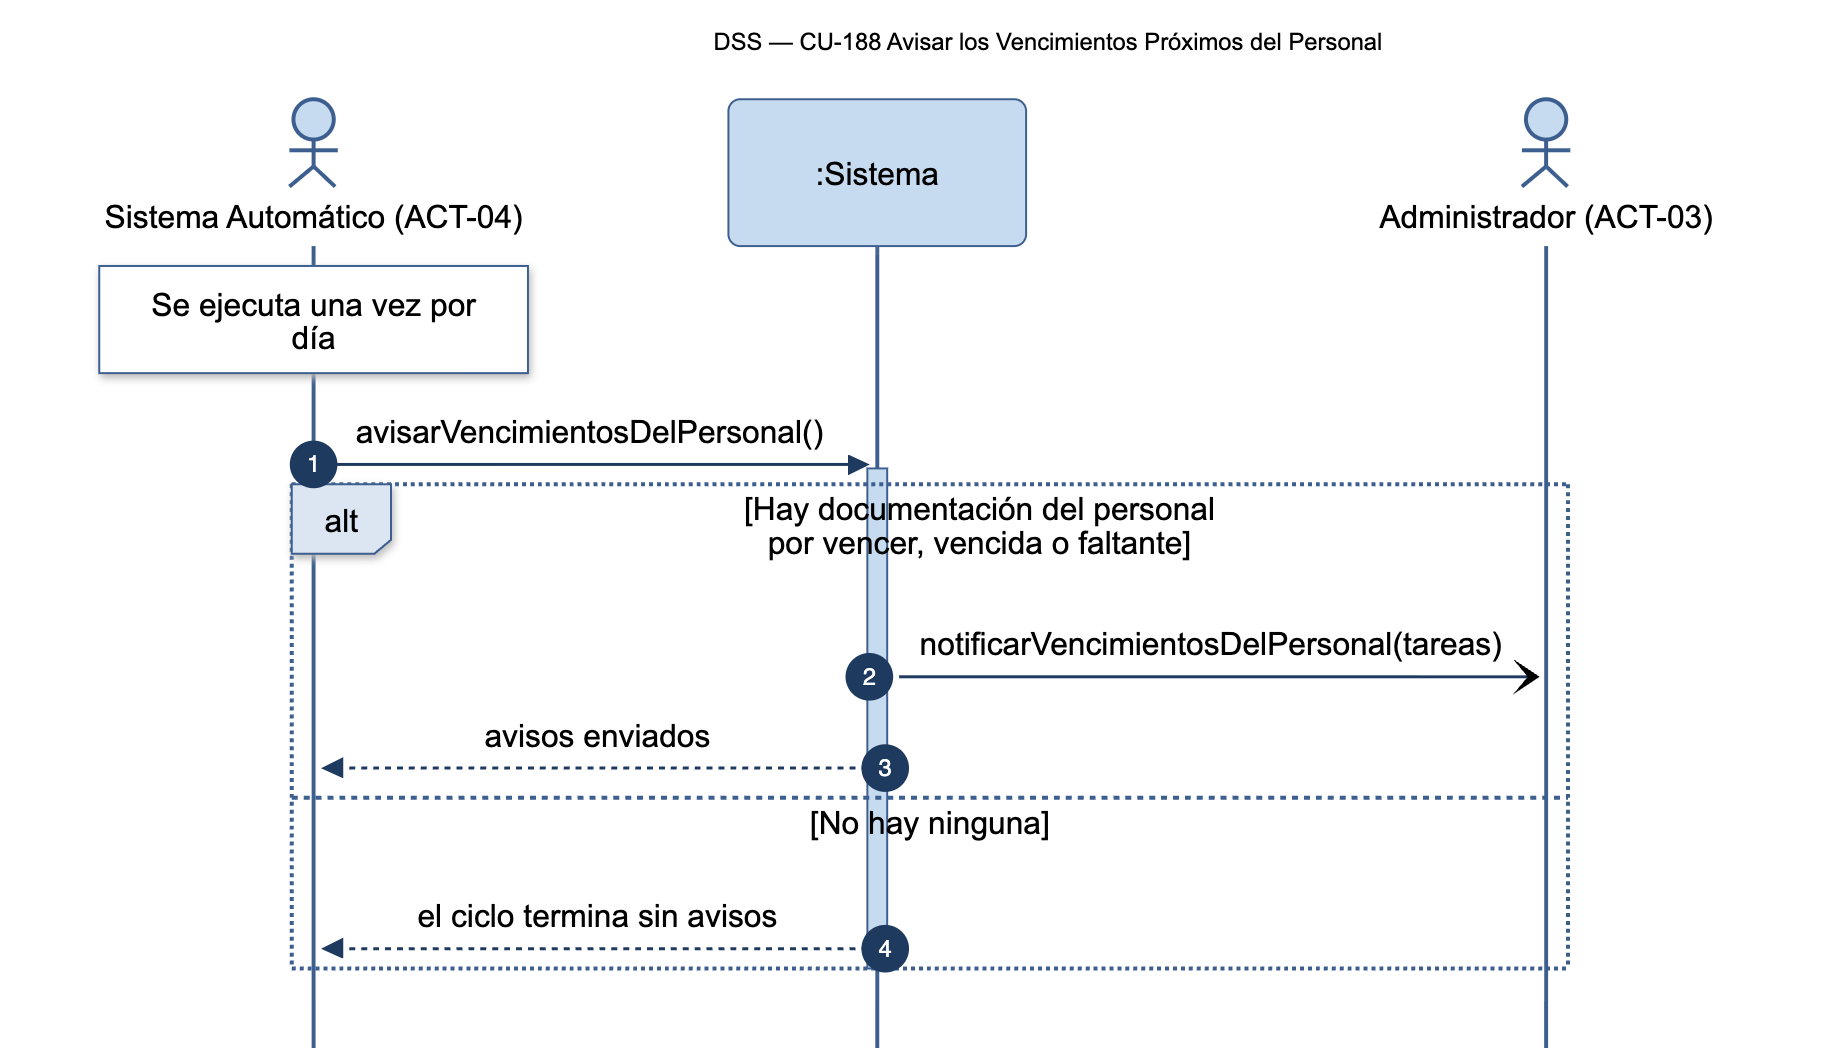 DSS — CU-188 Avisar los Vencimientos Próximos del Personal
:Sistema
Sistema Automático (ACT-04)
Administrador (ACT-03)
Se ejecuta una vez por
día
avisarVencimientosDelPersonal()
1
alt
[Hay documentación del personal
por vencer, vencida o faltante]
notificarVencimientosDelPersonal(tareas)
2
avisos enviados
3
[No hay ninguna]
el ciclo termina sin avisos
4